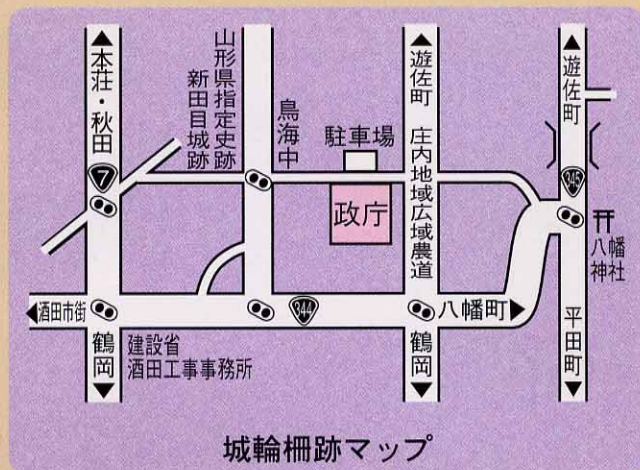 本荘・秋田
山形県指定史跡
新田目城跡
鳥海中
駐車場
遊佐町
庄内地域広域農道
遊佐町
7
345
政庁
八幡
神社
酒田市街
344
八幡町
鶴岡
建設省
酒田工事事務所
鶴岡
平田町
城輪柵跡マップ